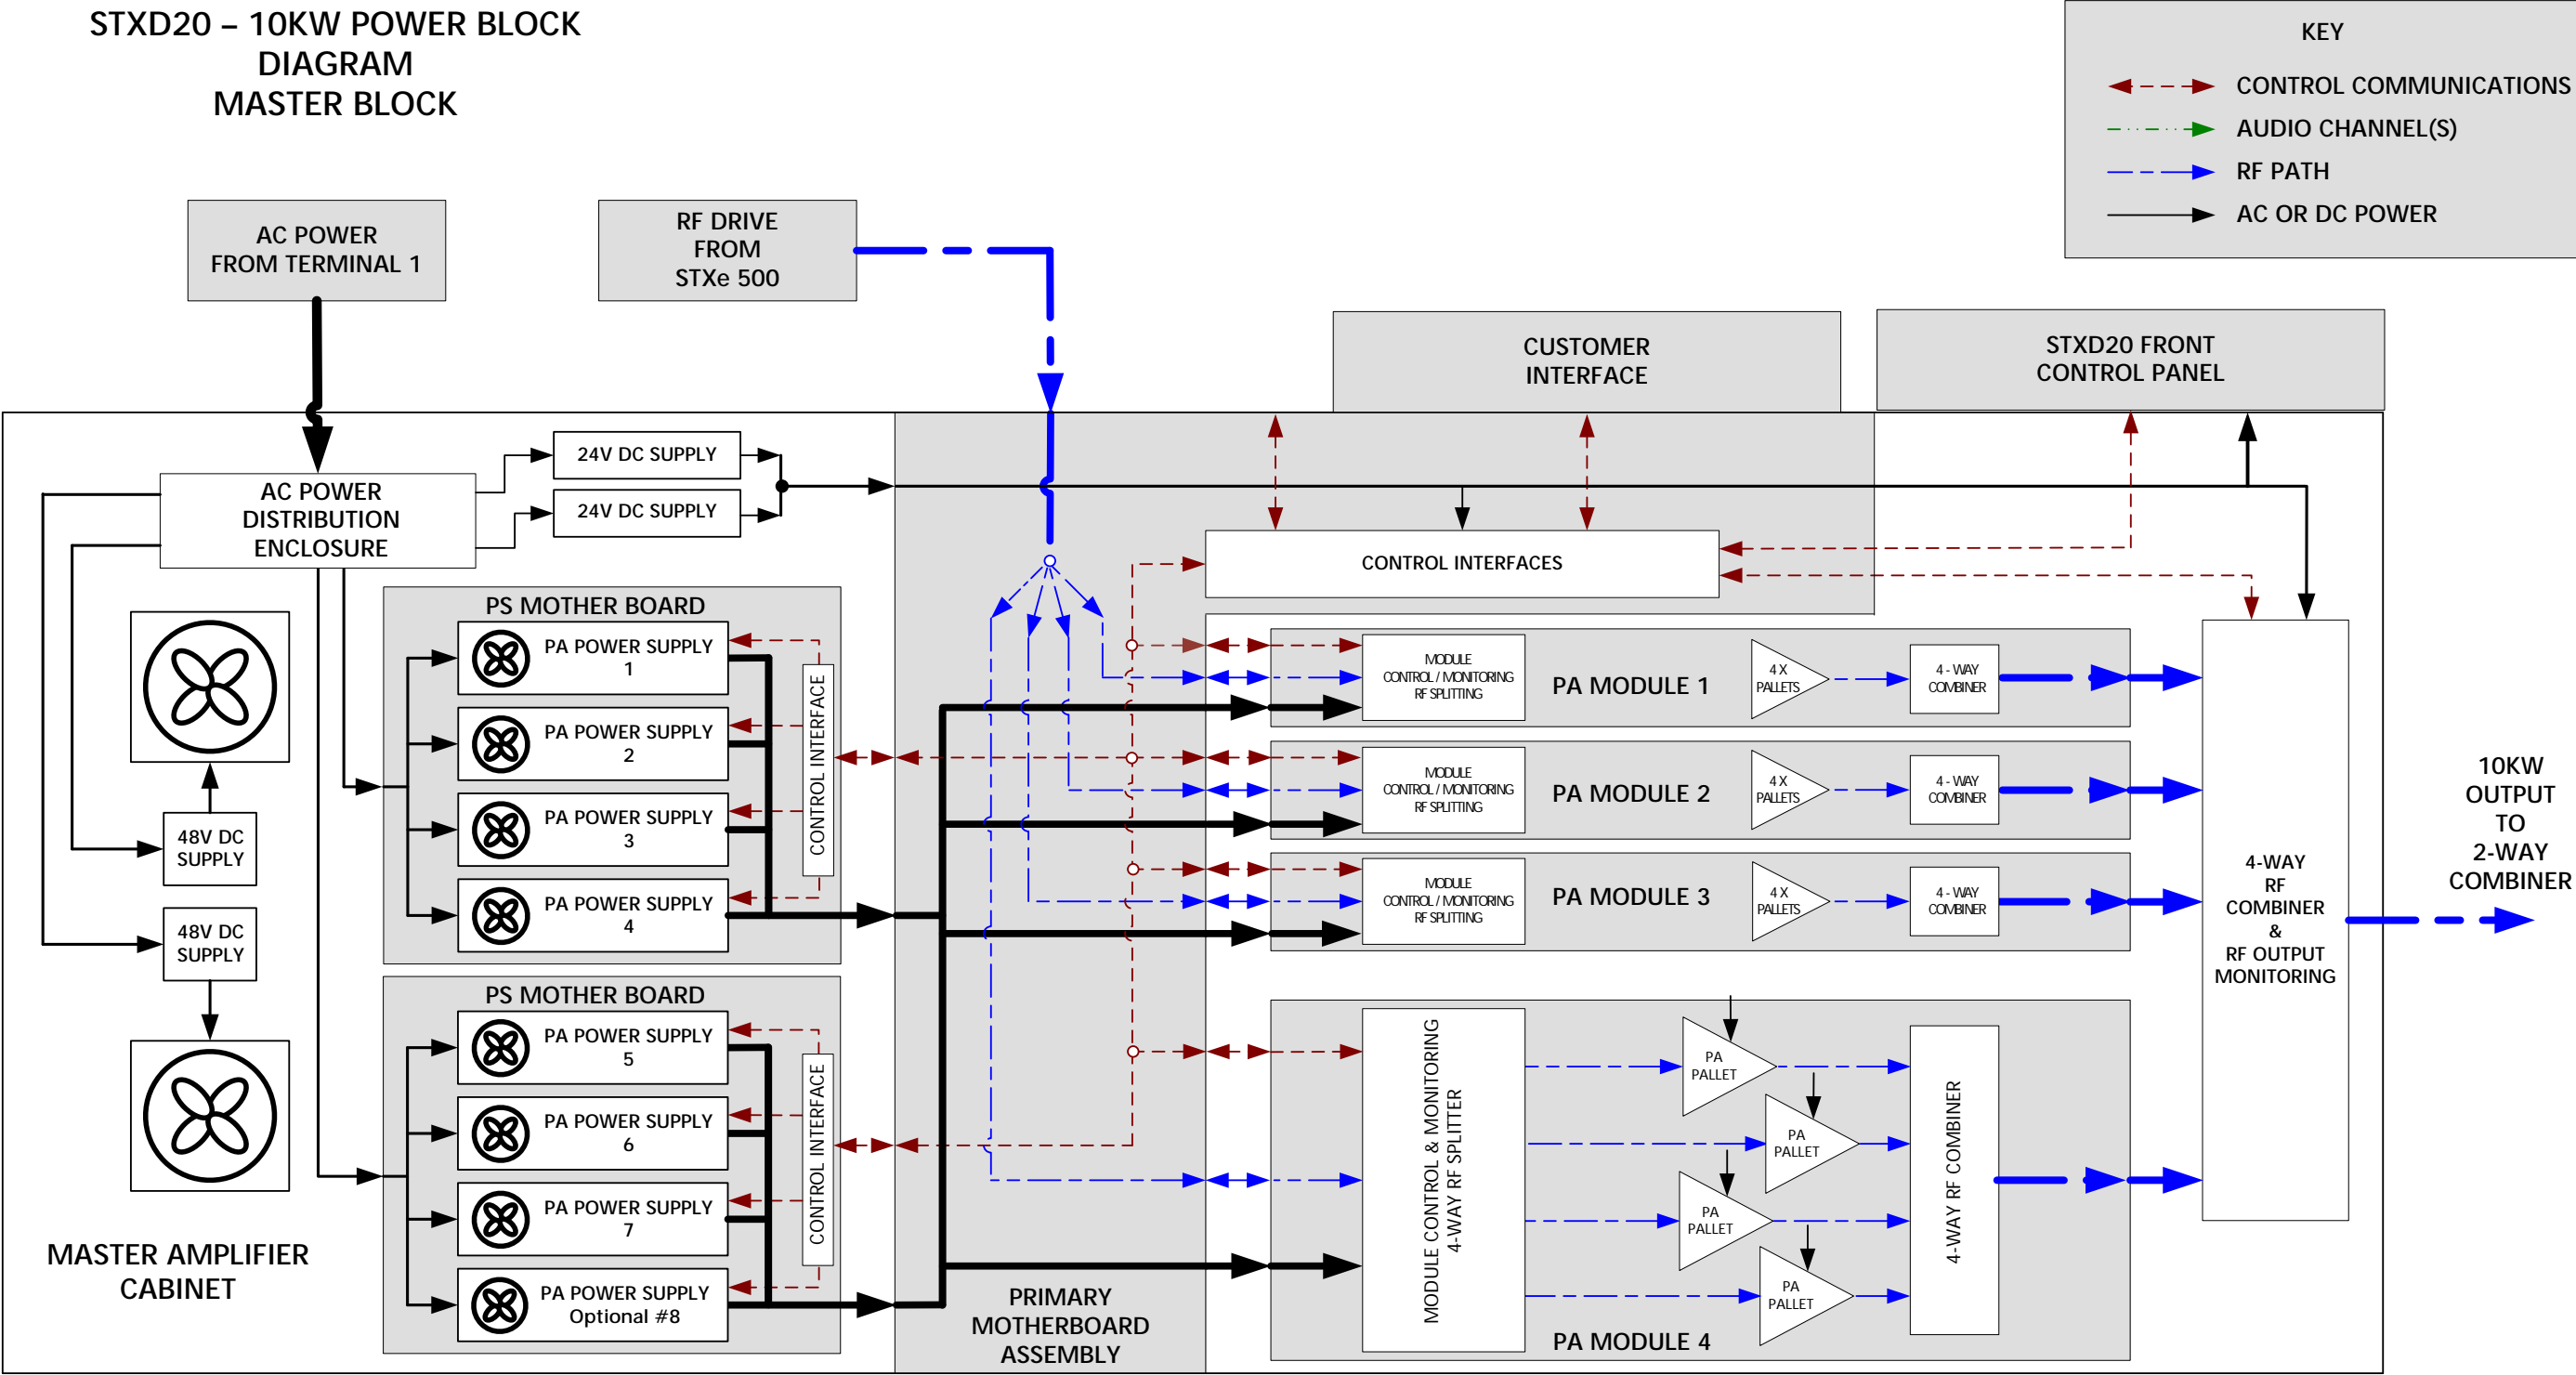 STXD20 – 10KW POWER BLOCK
DIAGRAM
MASTER BLOCK
KEY
CONTROL COMMUNICATIONS
AUDIO CHANNEL(S)
RF PATH
AC OR DC POWER
AC POWER
FROM TERMINAL 1
RF DRIVE
FROM
STXe 500
CUSTOMER
INTERFACE
STXD20 FRONT
CONTROL PANEL
AC POWER
DISTRIBUTION
ENCLOSURE
24V DC SUPPLY
24V DC SUPPLY
CONTROL INTERFACES
48V DC
SUPPLY
48V DC
SUPPLY
MASTER AMPLIFIER
CABINET
PS MOTHER BOARD
PA POWER SUPPLY
1
PA POWER SUPPLY
2
PA POWER SUPPLY
3
PA POWER SUPPLY
4
CONTROL INTERFACE
PS MOTHER BOARD
PA POWER SUPPLY
5
PA POWER SUPPLY
6
PA POWER SUPPLY
7
PA POWER SUPPLY
Optional #8
CONTROL INTERFACE
PRIMARY
MOTHERBOARD
ASSEMBLY
MODULE
CONTROL / MONITORING
RF SPLITTING
PA MODULE 1
4 X
PALLETS
4 - WAY
COMBINER
MODULE
CONTROL / MONITORING
RF SPLITTING
PA MODULE 2
4 X
PALLETS
4 - WAY
COMBINER
MODULE
CONTROL / MONITORING
RF SPLITTING
PA MODULE 3
4 X
PALLETS
4 - WAY
COMBINER
MODULE CONTROL & MONITORING
4-WAY RF SPLITTER
PA
PALLET
PA
PALLET
PA
PALLET
PA
PALLET
4-WAY RF COMBINER
PA MODULE 4
4-WAY
RF
COMBINER
&
RF OUTPUT
MONITORING
10KW
OUTPUT
TO
2-WAY
COMBINER